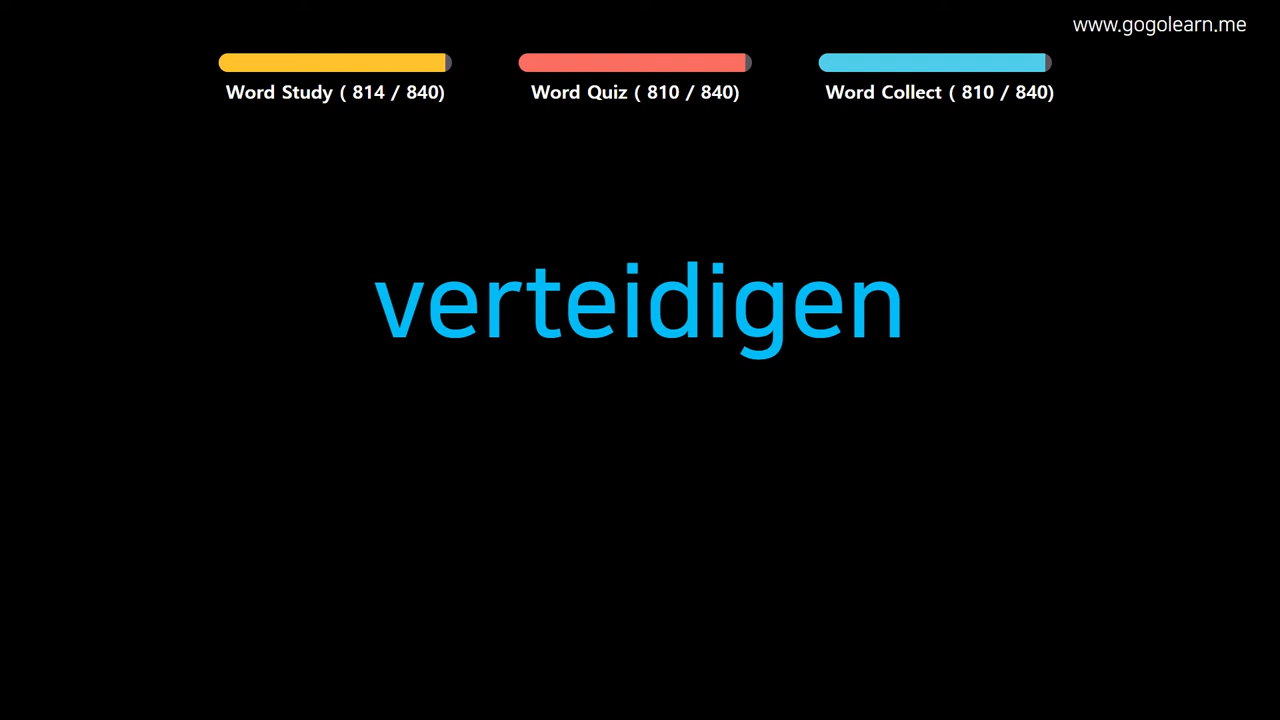 www.gogolearn.me
Word Study ( 814 / 840)
Word Quiz ( 810 / 840)
Word Collect ( 810 / 840)
verteidigen